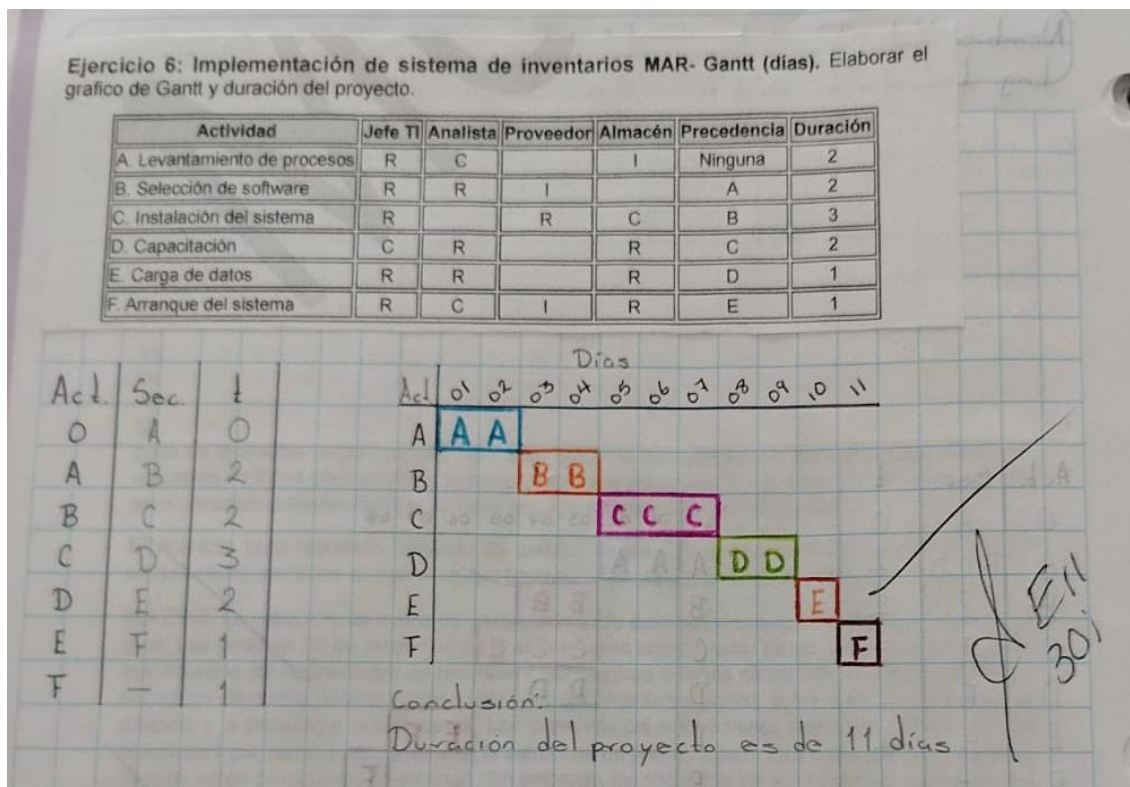 Ejercicio 6: Implementación de sistema de inventarios MAR- Gantt (días). Elaborar el
grafico de Gantt y duración del proyecto.
Actividad Jefe TI Analista Proveedor Almacén Precedencia Duración
A. Levantamiento de procesos R C I Ninguna 2
B. Selección de software R R I A 2
C. Instalación del sistema R R C B 3
D. Capacitación C R R C 2
E. Carga de datos R R R D 1
F. Arranque del sistema R C I R E 1
Act. Sec. t
O A 0
A B 2
B C 2
C D 3
D E 2
E F 1
F — 1
Días
Act 01 02 03 04 05 06 07 08 09 10 11
A A A
B B B
C C C C
D D D
E E
F F
Conclusión:
Duración del proyecto es de 11 días